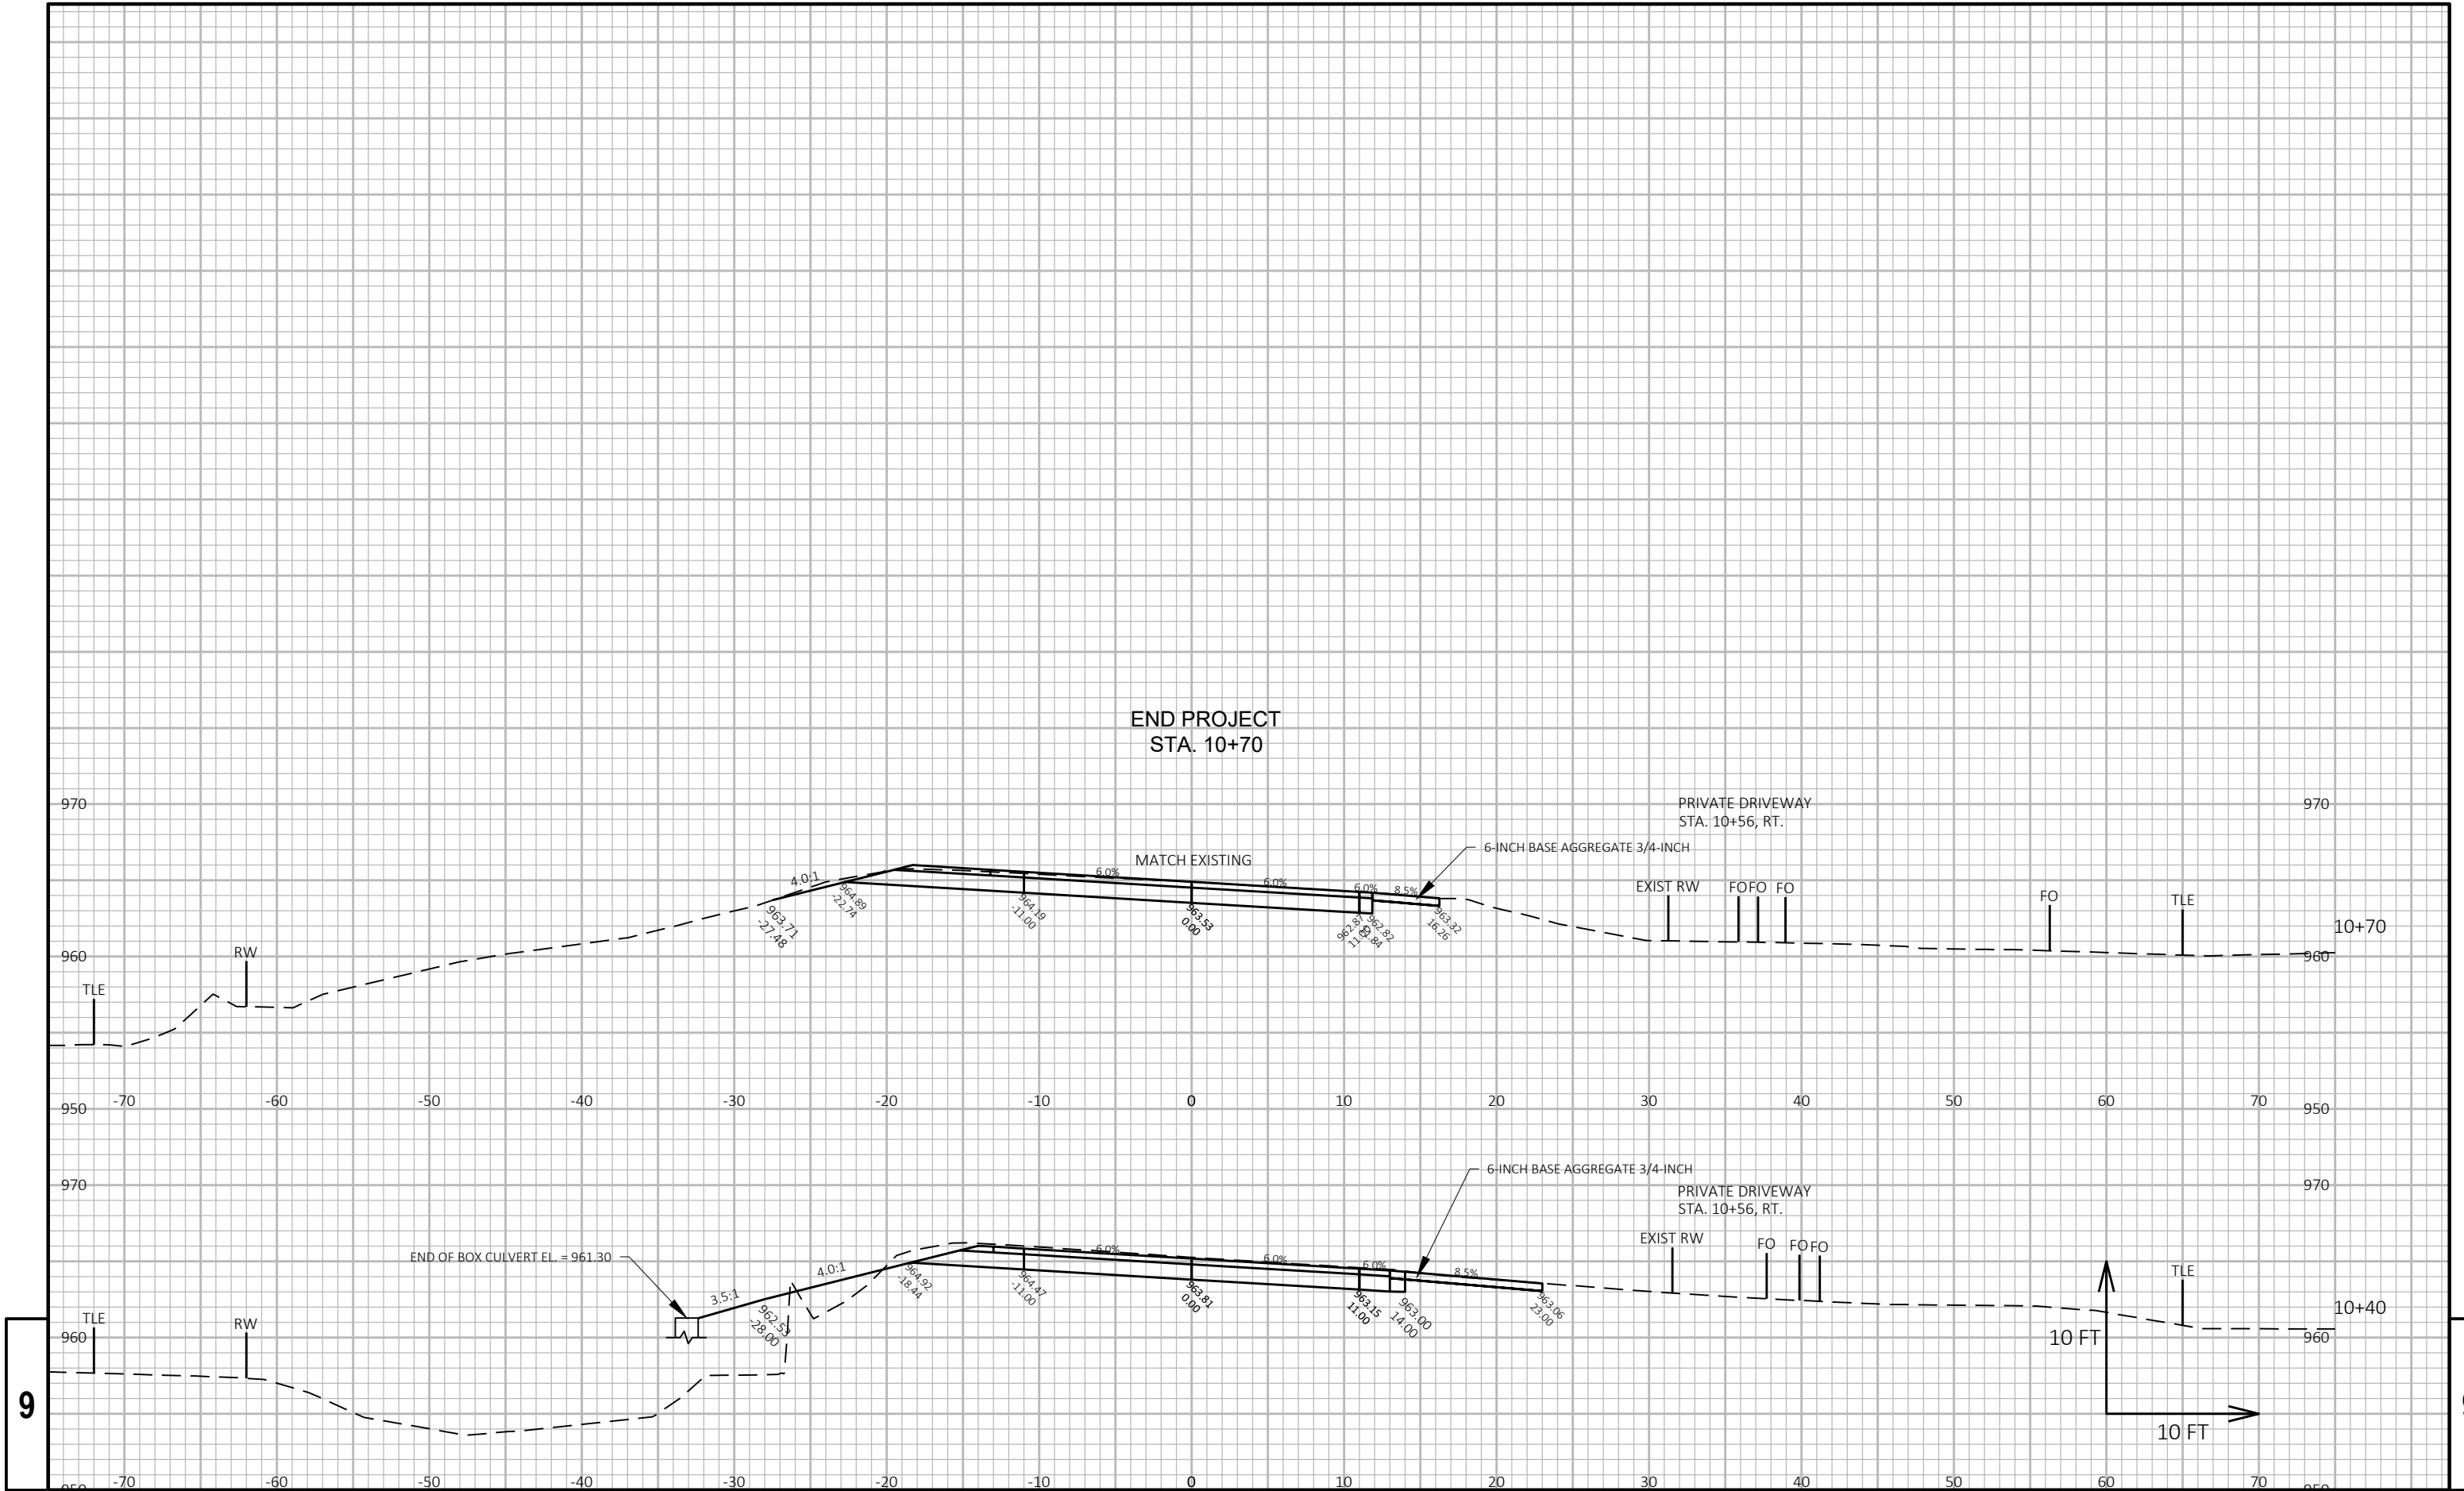 END PROJECT
STA. 10+70
970
970
PRIVATE DRIVEWAY
STA. 10+56, RT.
6-INCH BASE AGGREGATE 3/4-INCH
MATCH EXISTING
4.0:1
6.0%
6.0%
6.0%
8.5%
EXIST RW
FO
FO
FO
FO
TLE
963.71
-27.48
964.89
-22.74
964.19
-11.00
963.53
0.00
962.82
11.84
963.32
16.26
10+70
RW
960
960
TLE
950
-70
-60
-50
-40
-30
-20
-10
0
10
20
30
40
50
60
70
950
6-INCH BASE AGGREGATE 3/4-INCH
970
970
PRIVATE DRIVEWAY
STA. 10+56, RT.
END OF BOX CULVERT EL. = 961.30
3.5:1
4.0:1
6.0%
6.0%
6.0%
8.5%
EXIST RW
FO
FO
FO
TLE
962.53
-28.00
964.92
-18.44
964.47
-11.00
963.81
0.00
963.15
11.00
963.00
14.00
963.06
23.00
10+40
TLE
RW
960
960
10 FT
10 FT
9
-70
-60
-50
-40
-30
-20
-10
0
10
20
30
40
50
60
70